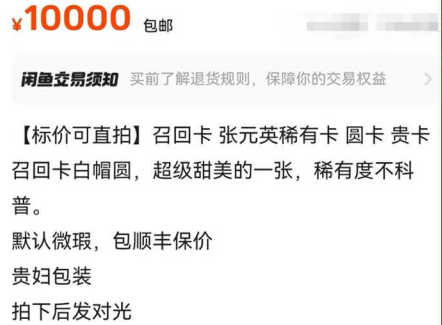 ¥10000 包邮
闲鱼交易须知 买前了解退货规则，保障你的交易权益
【标价可直拍】召回卡 张元英稀有卡 圆卡 贵卡
召回卡白帽圆，超级甜美的一张，稀有度不科
普。
默认微瑕，包顺丰保价
贵妇包装
拍下后发对光